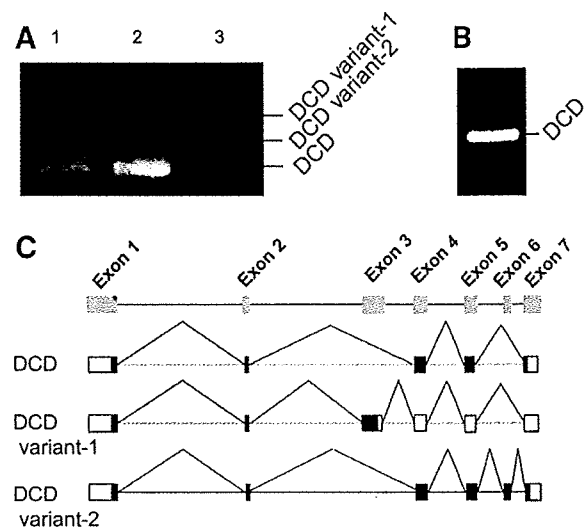 A
1 2 3
DCD variant-1
DCD variant-2
DCD
B
DCD
C
Exon 1
Exon 2
Exon 3
Exon 4
Exon 5
Exon 6
Exon 7
DCD
DCD
variant-1
DCD
variant-2